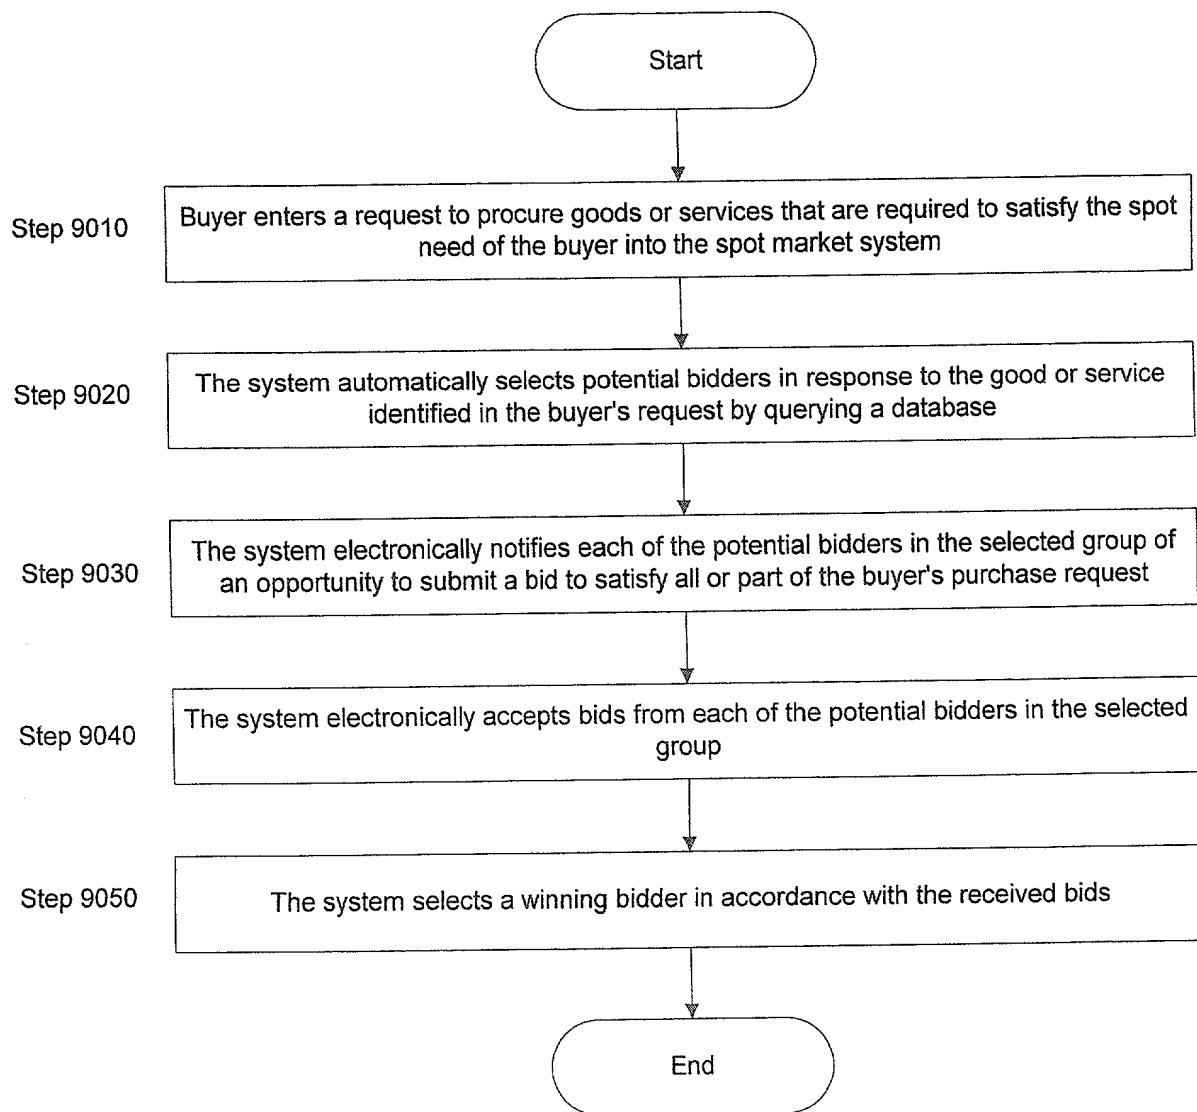 Start
Step 9010
Buyer enters a request to procure goods or services that are required to satisfy the spot
need of the buyer into the spot market system
Step 9020
The system automatically selects potential bidders in response to the good or service
identified in the buyer's request by querying a database
Step 9030
The system electronically notifies each of the potential bidders in the selected group of
an opportunity to submit a bid to satisfy all or part of the buyer's purchase request
Step 9040
The system electronically accepts bids from each of the potential bidders in the selected
group
Step 9050
The system selects a winning bidder in accordance with the received bids
End